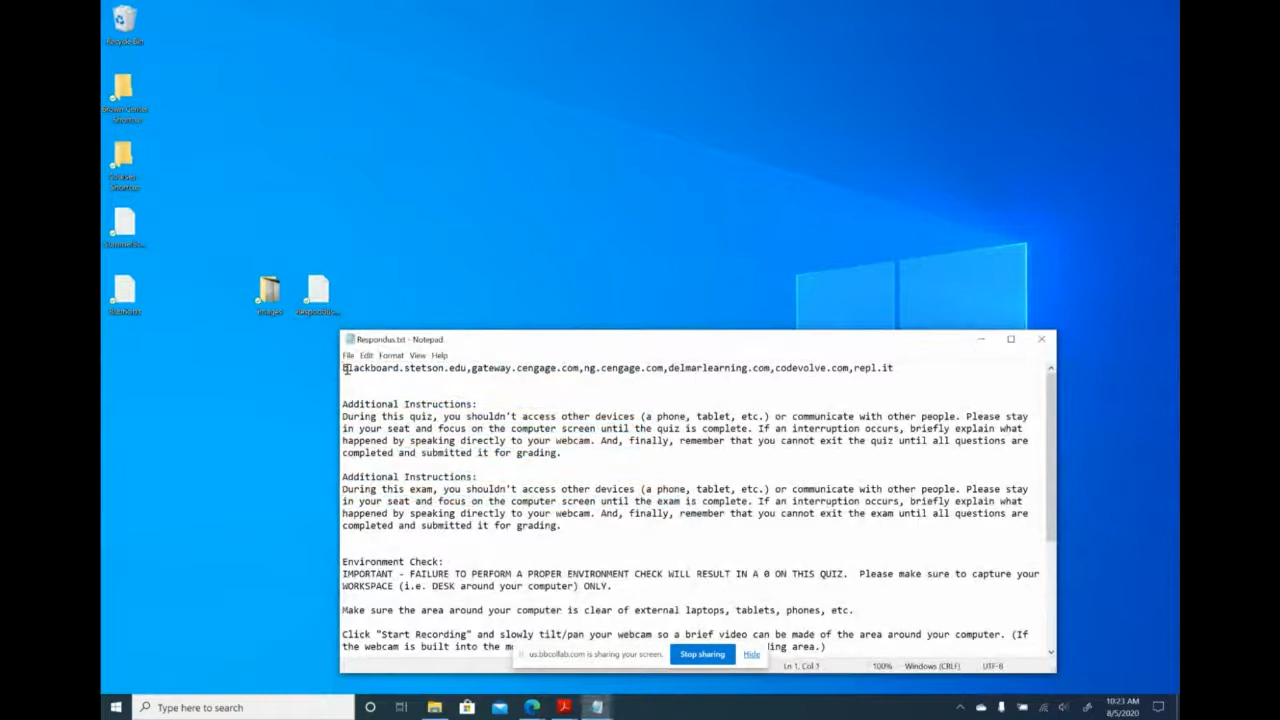 Recycle Bin
Shortcut
Shortcut
Images
Respondus.txt - Notepad
File Edit Format View Help
blackboard.stetson.edu,gateway.cengage.com,ng.cengage.com,delmarlearning.com,codevolve.com,repl.it
Additional Instructions:
During this quiz, you shouldn't access other devices (a phone, tablet, etc.) or communicate with other people. Please stay
in your seat and focus on the computer screen until the quiz is complete. If an interruption occurs, briefly explain what
happened by speaking directly to your webcam. And, finally, remember that you cannot exit the quiz until all questions are
completed and submitted it for grading.
Additional Instructions:
During this exam, you shouldn't access other devices (a phone, tablet, etc.) or communicate with other people. Please stay
in your seat and focus on the computer screen until the exam is complete. If an interruption occurs, briefly explain what
happened by speaking directly to your webcam. And, finally, remember that you cannot exit the exam until all questions are
completed and submitted it for grading.
Environment Check:
IMPORTANT - FAILURE TO PERFORM A PROPER ENVIRONMENT CHECK WILL RESULT IN A 0 ON THIS QUIZ. Please make sure to capture your
WORKSPACE (i.e. DESK around your computer) ONLY.
Make sure the area around your computer is clear of external laptops, tablets, phones, etc.
Click "Start Recording" and slowly tilt/pan your webcam so a brief video can be made of the area around your computer. (If
the webcam is built into the area.)
us.bbcollab.com is sharing your screen. Stop sharing Hide
Ln 1, Col 1 100% Windows (CRLF) UTF-8
Type here to search
10:23 AM
8/5/2020